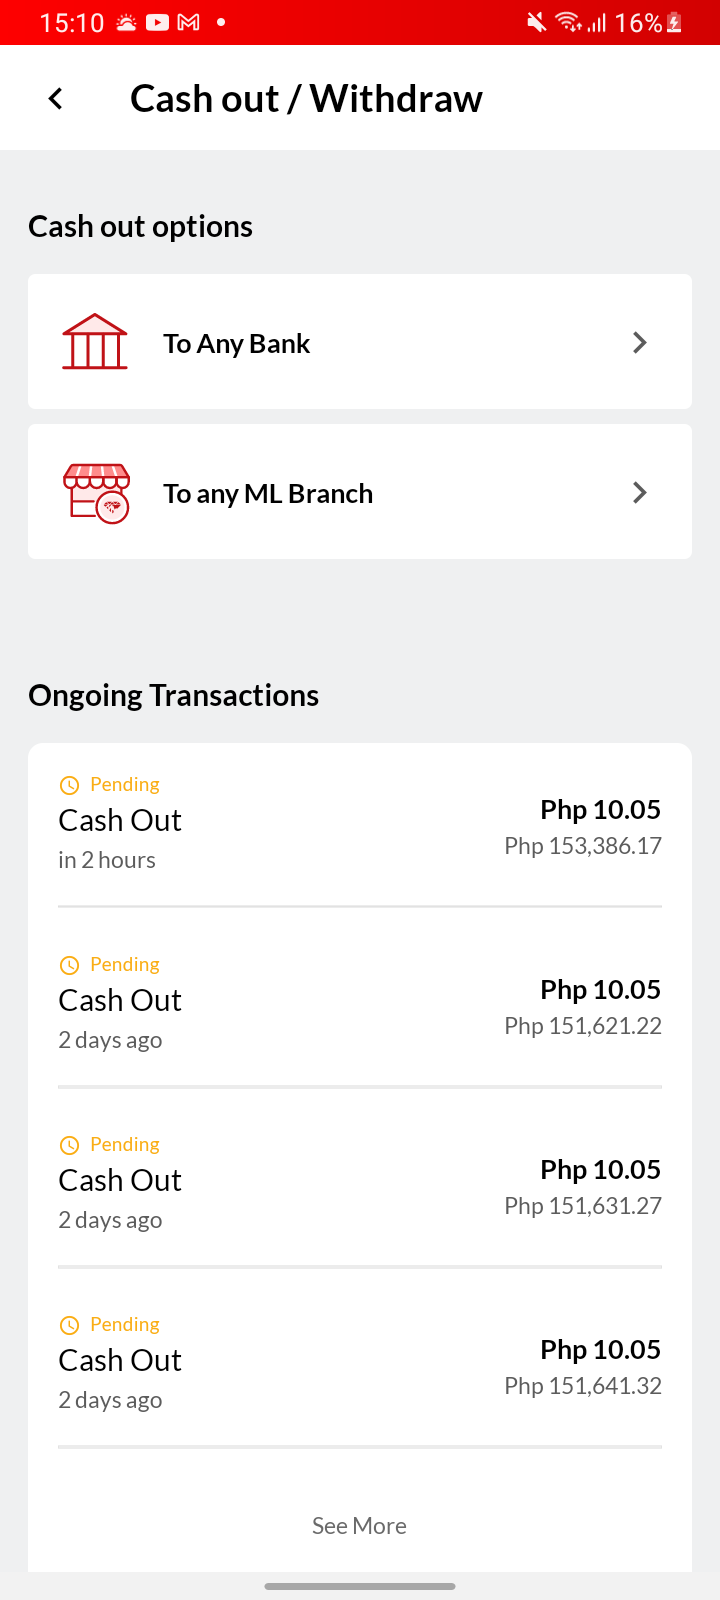 15:10
16%
Cash out / Withdraw
Cash out options
To Any Bank
To any ML Branch
Ongoing Transactions
Pending
Cash Out
in 2 hours
Php 10.05
Php 153,386.17
Pending
Cash Out
2 days ago
Php 10.05
Php 151,621.22
Pending
Cash Out
2 days ago
Php 10.05
Php 151,631.27
Pending
Cash Out
2 days ago
Php 10.05
Php 151,641.32
See More